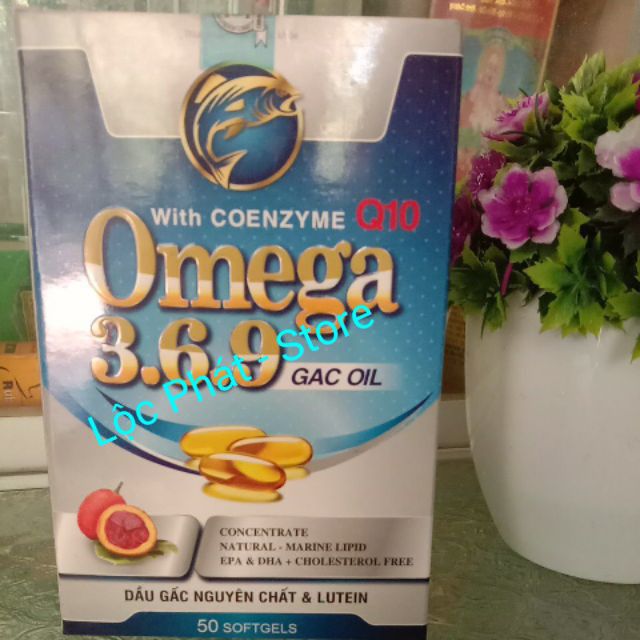 With COENZYME Q10
Omega
3.6.9
GAC OIL
Lộc Phát - Store
CONCENTRATE
NATURAL - MARINE LIPID
EPA & DHA + CHOLESTEROL FREE
DẦU GẤC NGUYÊN CHẤT & LUTEIN
50 SOFTGELS